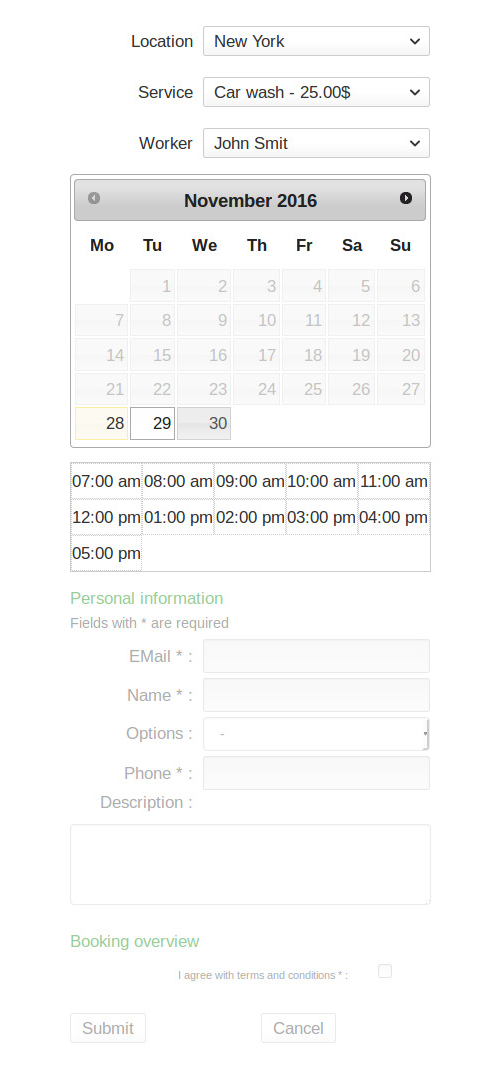 Location New York
Service Car wash - 25.00$
Worker John Smit
November 2016
Mo Tu We Th Fr Sa Su
1 2 3 4 5 6
7 8 9 10 11 12 13
14 15 16 17 18 19 20
21 22 23 24 25 26 27
28 29 30
07:00 am 08:00 am 09:00 am 10:00 am 11:00 am
12:00 pm 01:00 pm 02:00 pm 03:00 pm 04:00 pm
05:00 pm
Personal information
Fields with * are required
EMail * :
Name * :
Options : -
Phone * :
Description :
Booking overview
I agree with terms and conditions * :
Submit Cancel